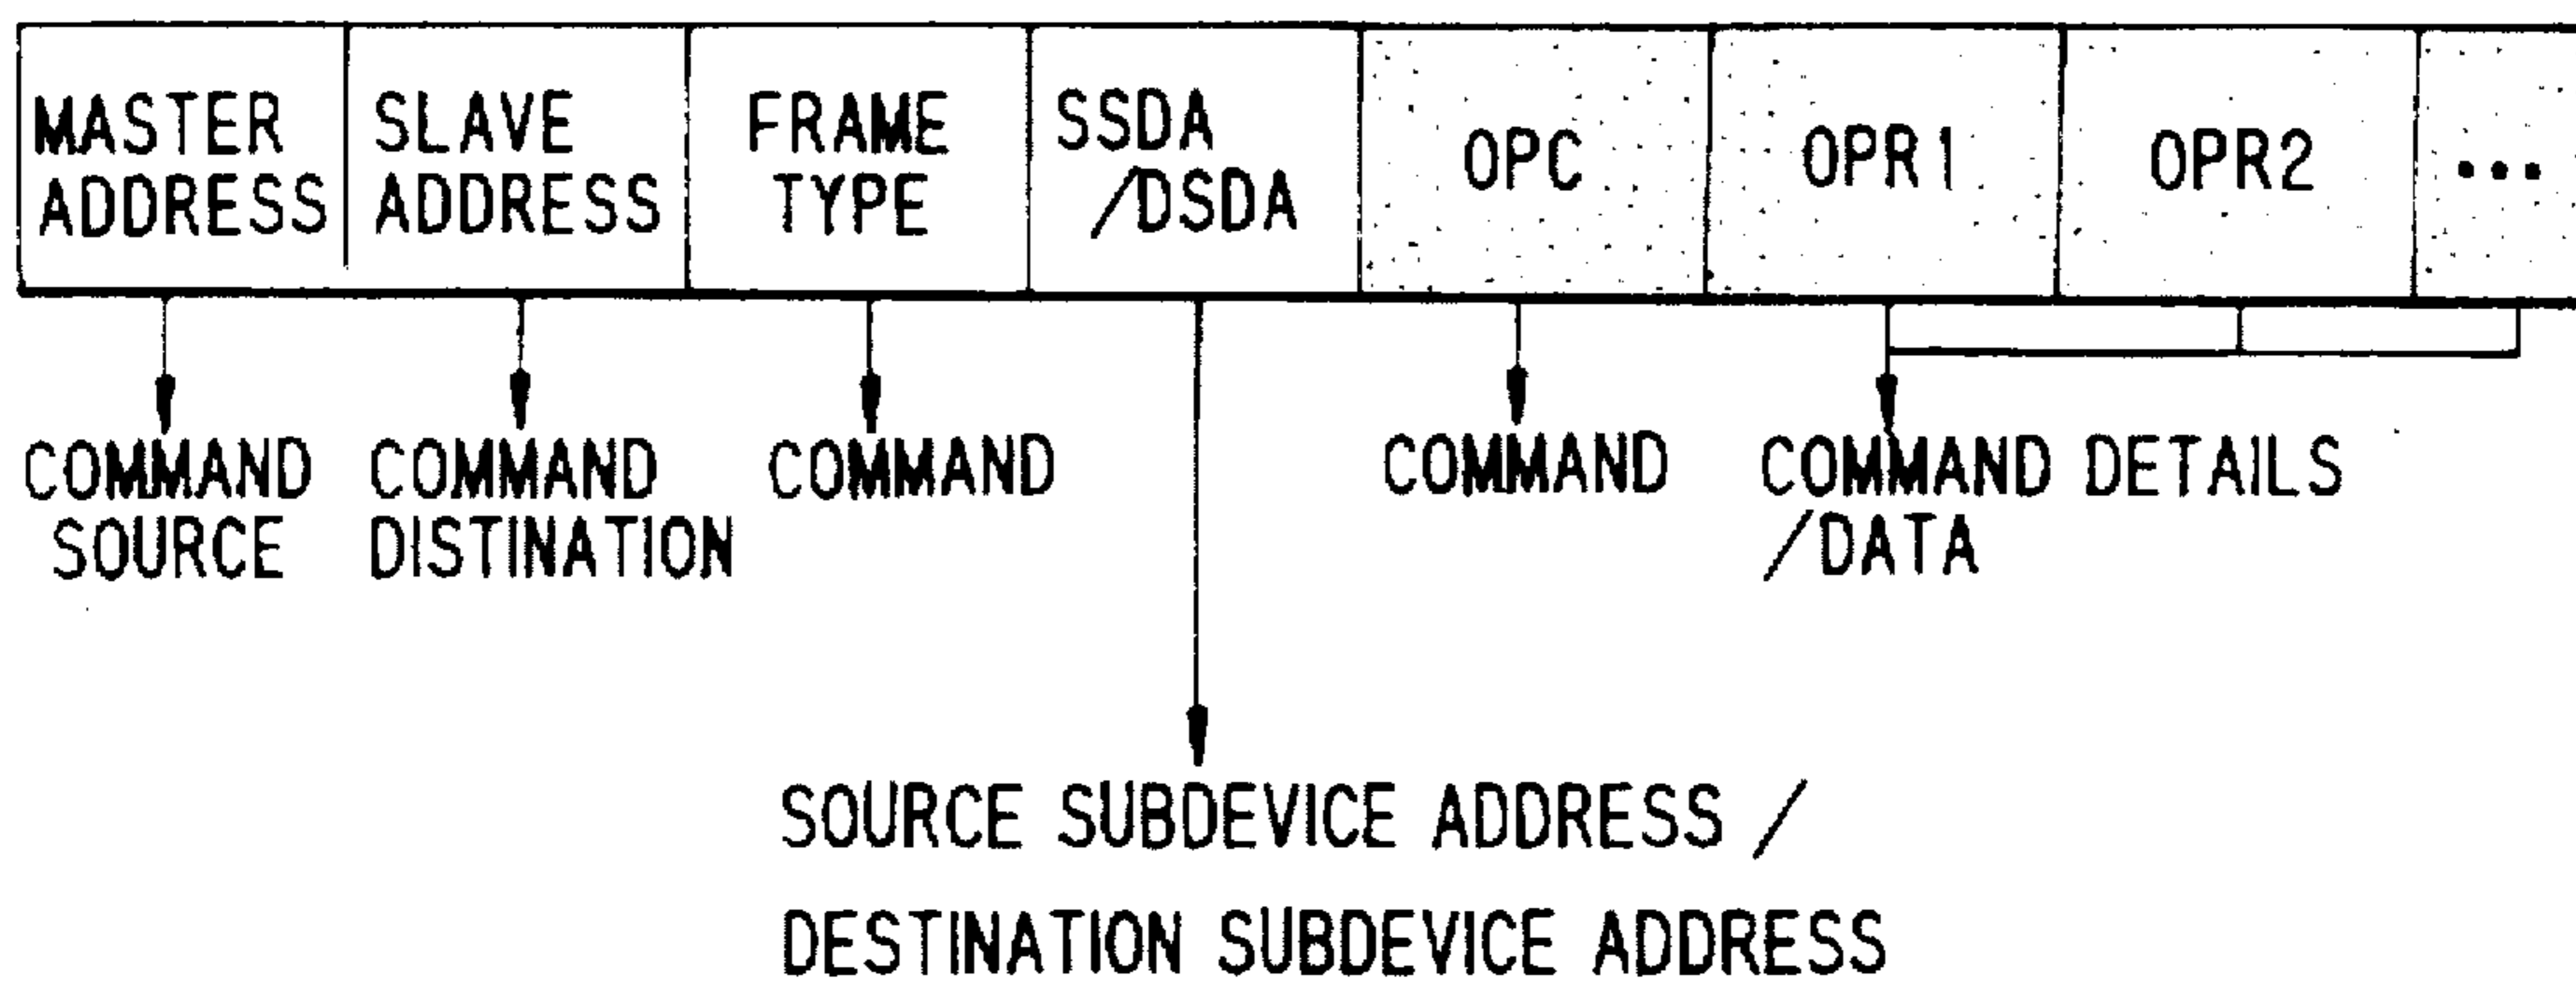 MASTER
ADDRESS
SLAVE
ADDRESS
FRAME
TYPE
SSDA
/DSDA
OPC
OPR1
OPR2
...
COMMAND
SOURCE
COMMAND
DISTINATION
COMMAND
COMMAND
COMMAND DETAILS
/DATA
SOURCE SUBDEVICE ADDRESS /
DESTINATION SUBDEVICE ADDRESS